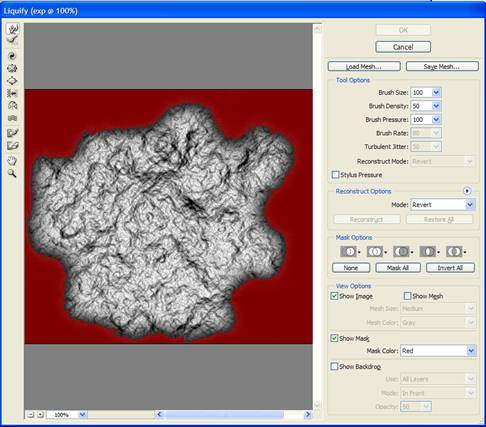 Liquify (exp @ 100%)
OK
Cancel
Load Mesh...
Save Mesh...
Tool Options
Brush Size: 100
Brush Density: 50
Brush Pressure: 100
Brush Rate: 80
Turbulent Jitter: 50
Reconstruct Mode: Revert
Stylus Pressure
Reconstruct Options
Mode: Revert
Reconstruct
Restore All
Mask Options
None
Mask All
Invert All
View Options
Show Image
Show Mesh
Mesh Size: Medium
Mesh Color: Gray
Show Mask
Mask Color: Red
Show Backdrop
Use: All Layers
Mode: In Front
Opacity: 50
100%